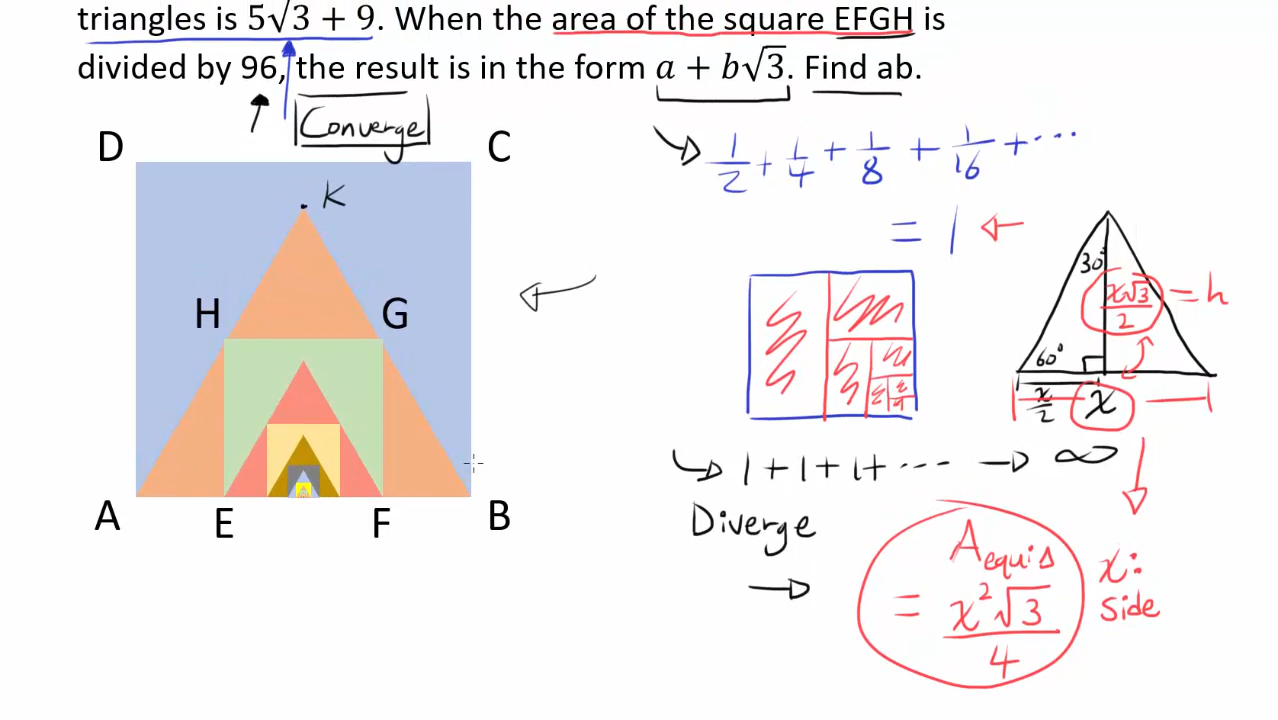 triangles is 5√3 + 9. When the area of the square EFGH is
divided by 96, the result is in the form a + b√3. Find ab.
Converge
D C
K
H G
A E F B
1/2 + 1/4 + 1/8 + 1/16 + ...
= 1
30°
x√3/2 = h
60°
x/2 x
1 + 1 + 1 + ... → ∞
Diverge
A equi Δ
= x²√3/4
x:
side